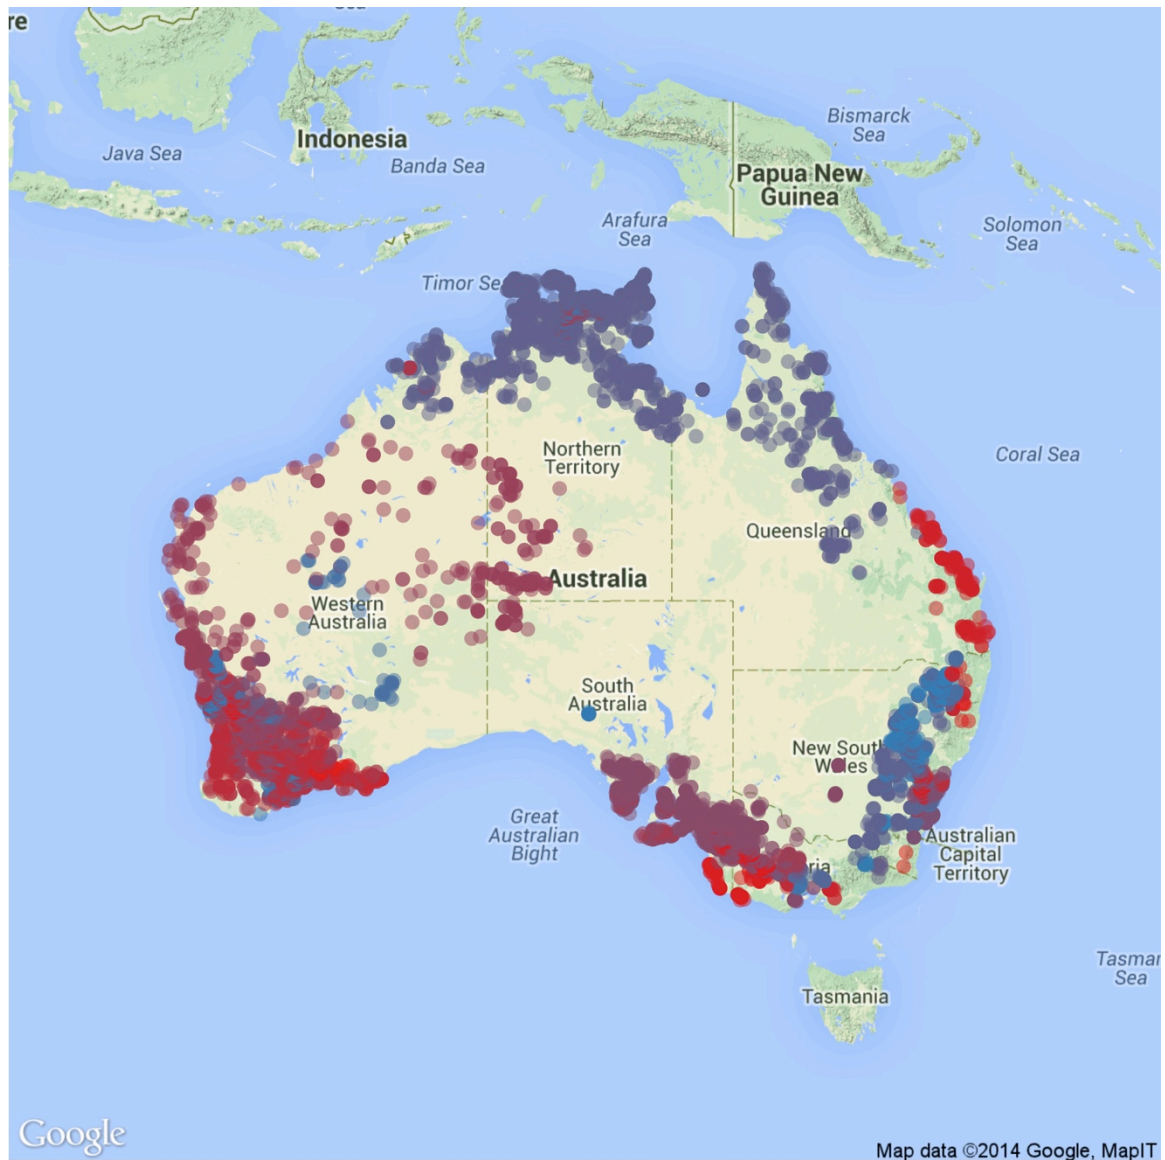 re
Sea
Java Sea
Indonesia
Banda Sea
Bismarck
Sea
Papua New
Guinea
Arafura
Sea
Solomon
Sea
Timor Se
Northern
Territory
Coral Sea
Queensland
Australia
Western
Australia
South
Australia
New South
Wales
Great
Australian
Bight
Australian
Capital
Territory
ria
Tasmania
Tasmar
Sea
Google
Map data ©2014 Google, MapIT